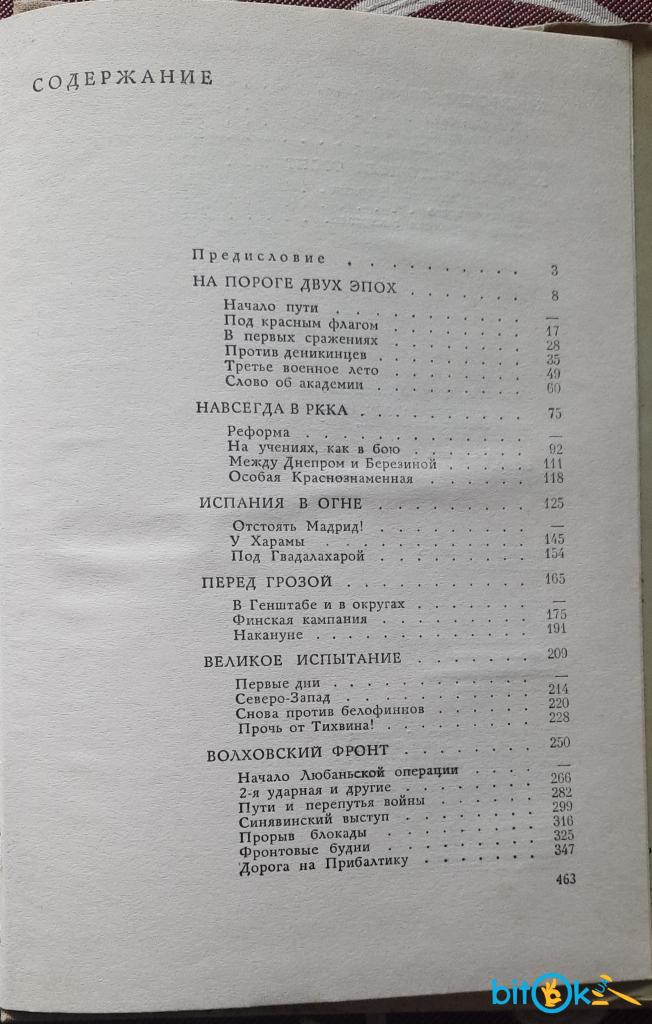 СОДЕРЖАНИЕ
Предисловие . . . . . . . . . . 3
НА ПОРОГЕ ДВУХ ЭПОХ . . . . . . . 8
Начало пути . . . . . . . . . . —
Под красным флагом . . . . . . . . 17
В первых сражениях . . . . . . . . 28
Против деникинцев . . . . . . . . 35
Третье военное лето . . . . . . . . 49
Слово об академии . . . . . . . . 60
НАВСЕГДА В РККА . . . . . . . . . 75
Реформа . . . . . . . . . . . —
На учениях, как в бою . . . . . . . 92
Между Днепром и Березиной . . . . . 111
Особая Краснознаменная . . . . . . 118
ИСПАНИЯ В ОГНЕ . . . . . . . . . 125
Отстоять Мадрид! . . . . . . . . —
У Харамы . . . . . . . . . . 145
Под Гвадалахарой . . . . . . . . 154
ПЕРЕД ГРОЗОЙ . . . . . . . . . . 165
В Генштабе и в округах . . . . . . . —
Финская кампания . . . . . . . . 175
Накануне . . . . . . . . . . . 191
ВЕЛИКОЕ ИСПЫТАНИЕ . . . . . . . 209
Первые дни . . . . . . . . . . —
Северо-Запад . . . . . . . . . . 214
Снова против белофиннов . . . . . . 220
Прочь от Тихвина! . . . . . . . . 228
ВОЛХОВСКИЙ ФРОНТ . . . . . . . . 250
Начало Любаньской операции . . . . —
2-я ударная и другие . . . . . . . 266
Пути и перепутья войны . . . . . . 282
Синявинский выступ . . . . . . . . 299
Прорыв блокады . . . . . . . . . 316
Фронтовые будни . . . . . . . . . 325
Дорога на Прибалтику . . . . . . . 347
463
bitok